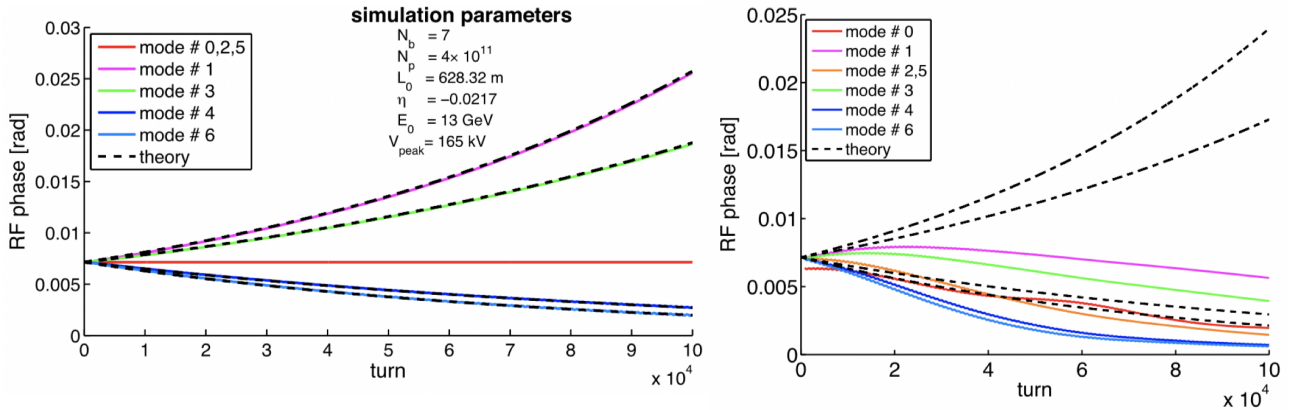 simulation parameters
N_b = 7
N_p = 4× 10^11
L_0 = 628.32 m
η = −0.0217
E_0 = 13 GeV
V_peak = 165 kV
0.03
0.025
0.02
0.015
0.01
0.005
0
RF phase [rad]
mode # 0,2,5
mode # 1
mode # 3
mode # 4
mode # 6
theory
0 1 2 3 4 5 6 7 8 9 10
turn
x 10^4
0.025
0.02
0.015
0.01
0.005
0
RF phase [rad]
mode # 0
mode # 1
mode # 2,5
mode # 3
mode # 4
mode # 6
theory
0 2 4 6 8 10
turn
x 10^4